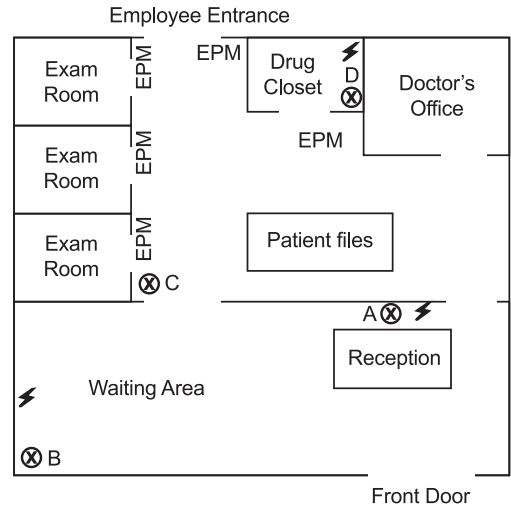 Employee Entrance
Exam
Room
EPM
EPM
Drug
Closet
D
Doctor's
Office
Exam
Room
EPM
EPM
Exam
Room
EPM
Patient files
C
A
Reception
Waiting Area
B
Front Door